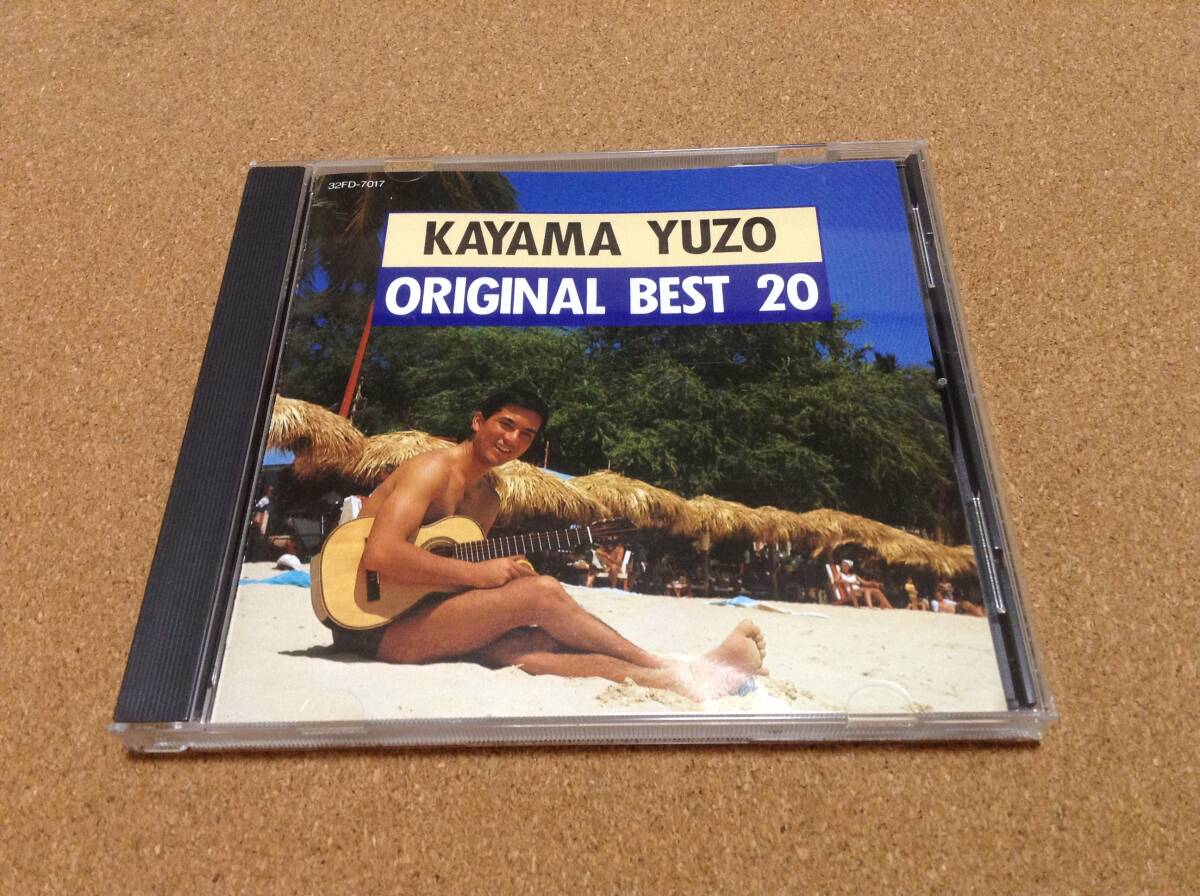 32FD-7017
KAYAMA YUZO
ORIGINAL BEST 20